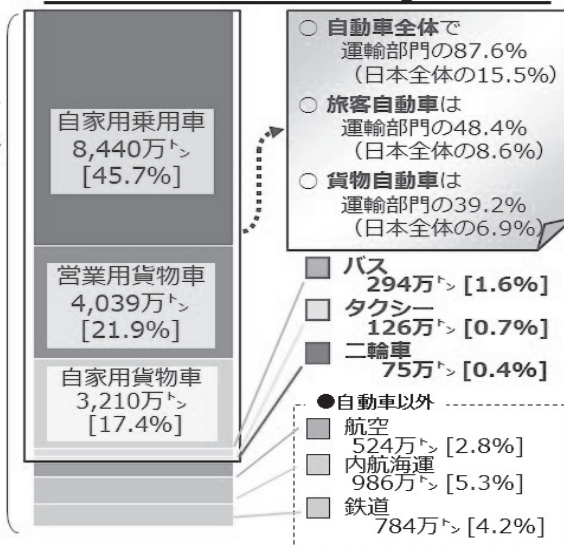 自家用乗用車
8,440万㌧
[45.7%]
営業用貨物車
4,039万㌧
[21.9%]
自家用貨物車
3,210万㌧
[17.4%]
○ 自動車全体で
運輸部門の87.6%
（日本全体の15.5%）
○ 旅客自動車は
運輸部門の48.4%
（日本全体の8.6%）
○ 貨物自動車は
運輸部門の39.2%
（日本全体の6.9%）
バス
294万㌧ [1.6%]
タクシー
126万㌧ [0.7%]
二輪車
75万㌧ [0.4%]
●自動車以外
航空
524万㌧ [2.8%]
内航海運
986万㌧ [5.3%]
鉄道
784万㌧ [4.2%]